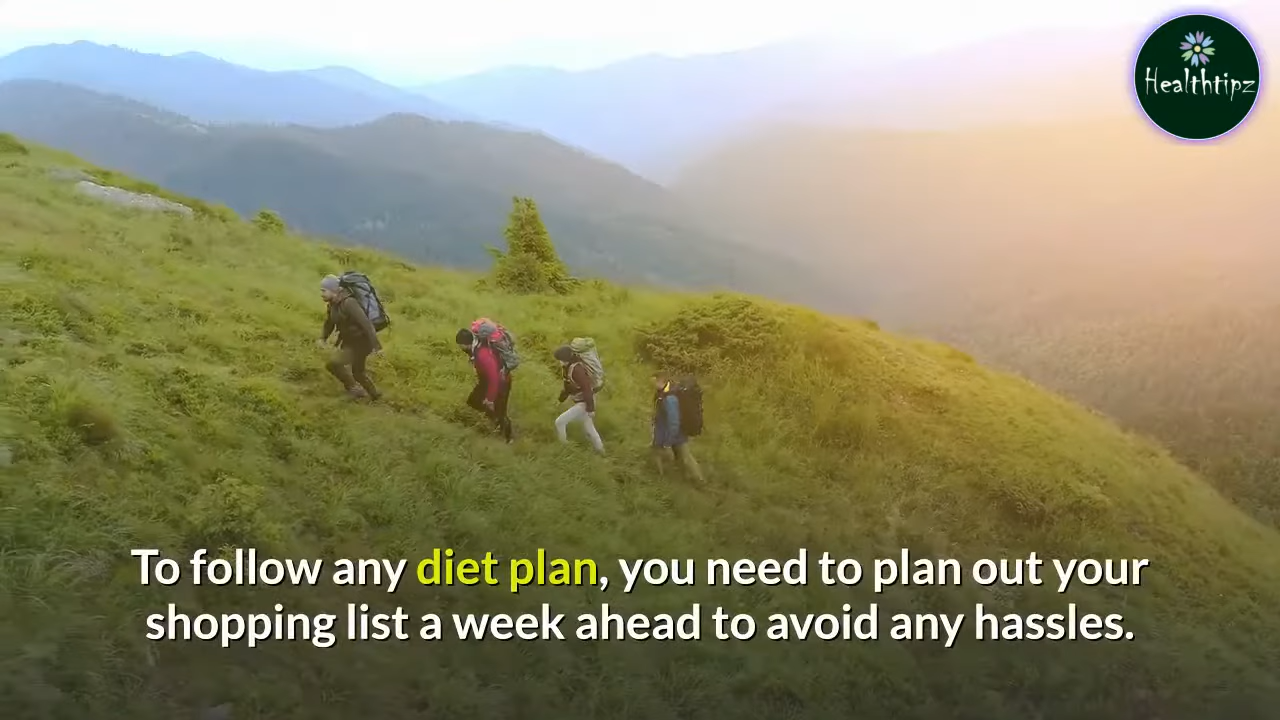 Healthtipz
To follow any diet plan, you need to plan out your
shopping list a week ahead to avoid any hassles.